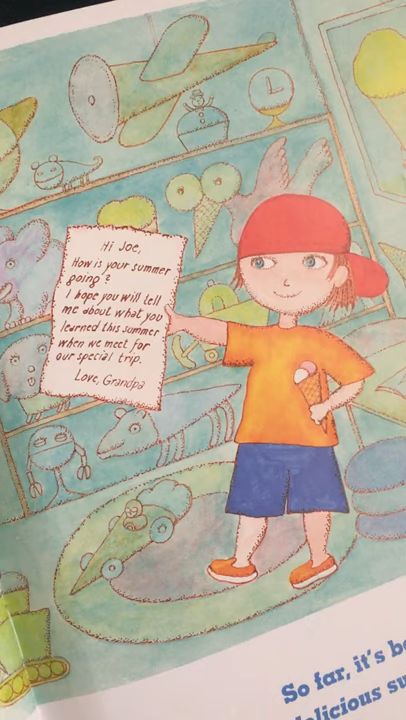 Hi Joe,
How is your summer
going?
I hope you will tell
me about what you
learned this summer
when we meet for
our special trip.
Love, Grandpa
So far, it's
delicious